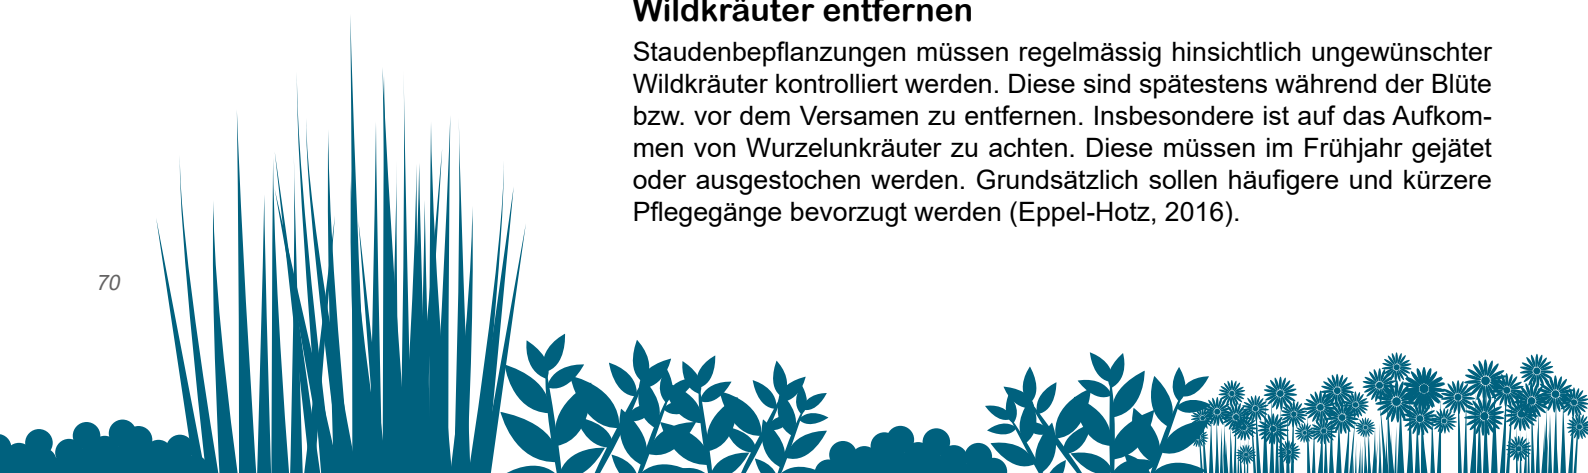 Wildkräuter entfernen
Staudenbepflanzungen müssen regelmässig hinsichtlich ungewünschter
Wildkräuter kontrolliert werden. Diese sind spätestens während der Blüte
bzw. vor dem Versamen zu entfernen. Insbesondere ist auf das Aufkom-
men von Wurzelunkräuter zu achten. Diese müssen im Frühjahr gejätet
oder ausgestochen werden. Grundsätzlich sollen häufigere und kürzere
Pflegegänge bevorzugt werden (Eppel-Hotz, 2016).
70